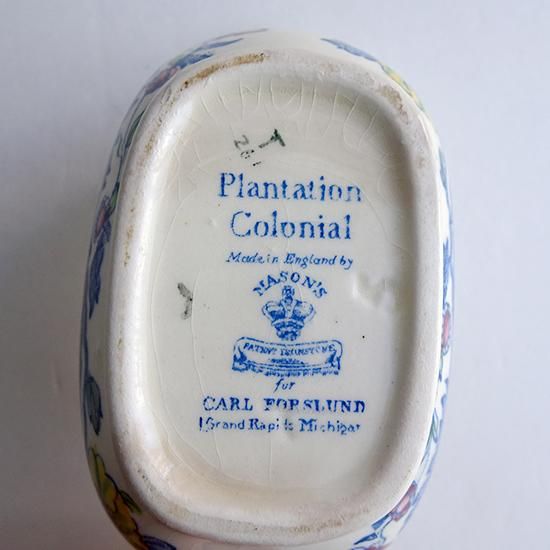 Plantation
Colonial
Made in England by
MASON'S
PATENT IRONSTONE
for
CARL FORSLUND
Grand Rapids Michigan